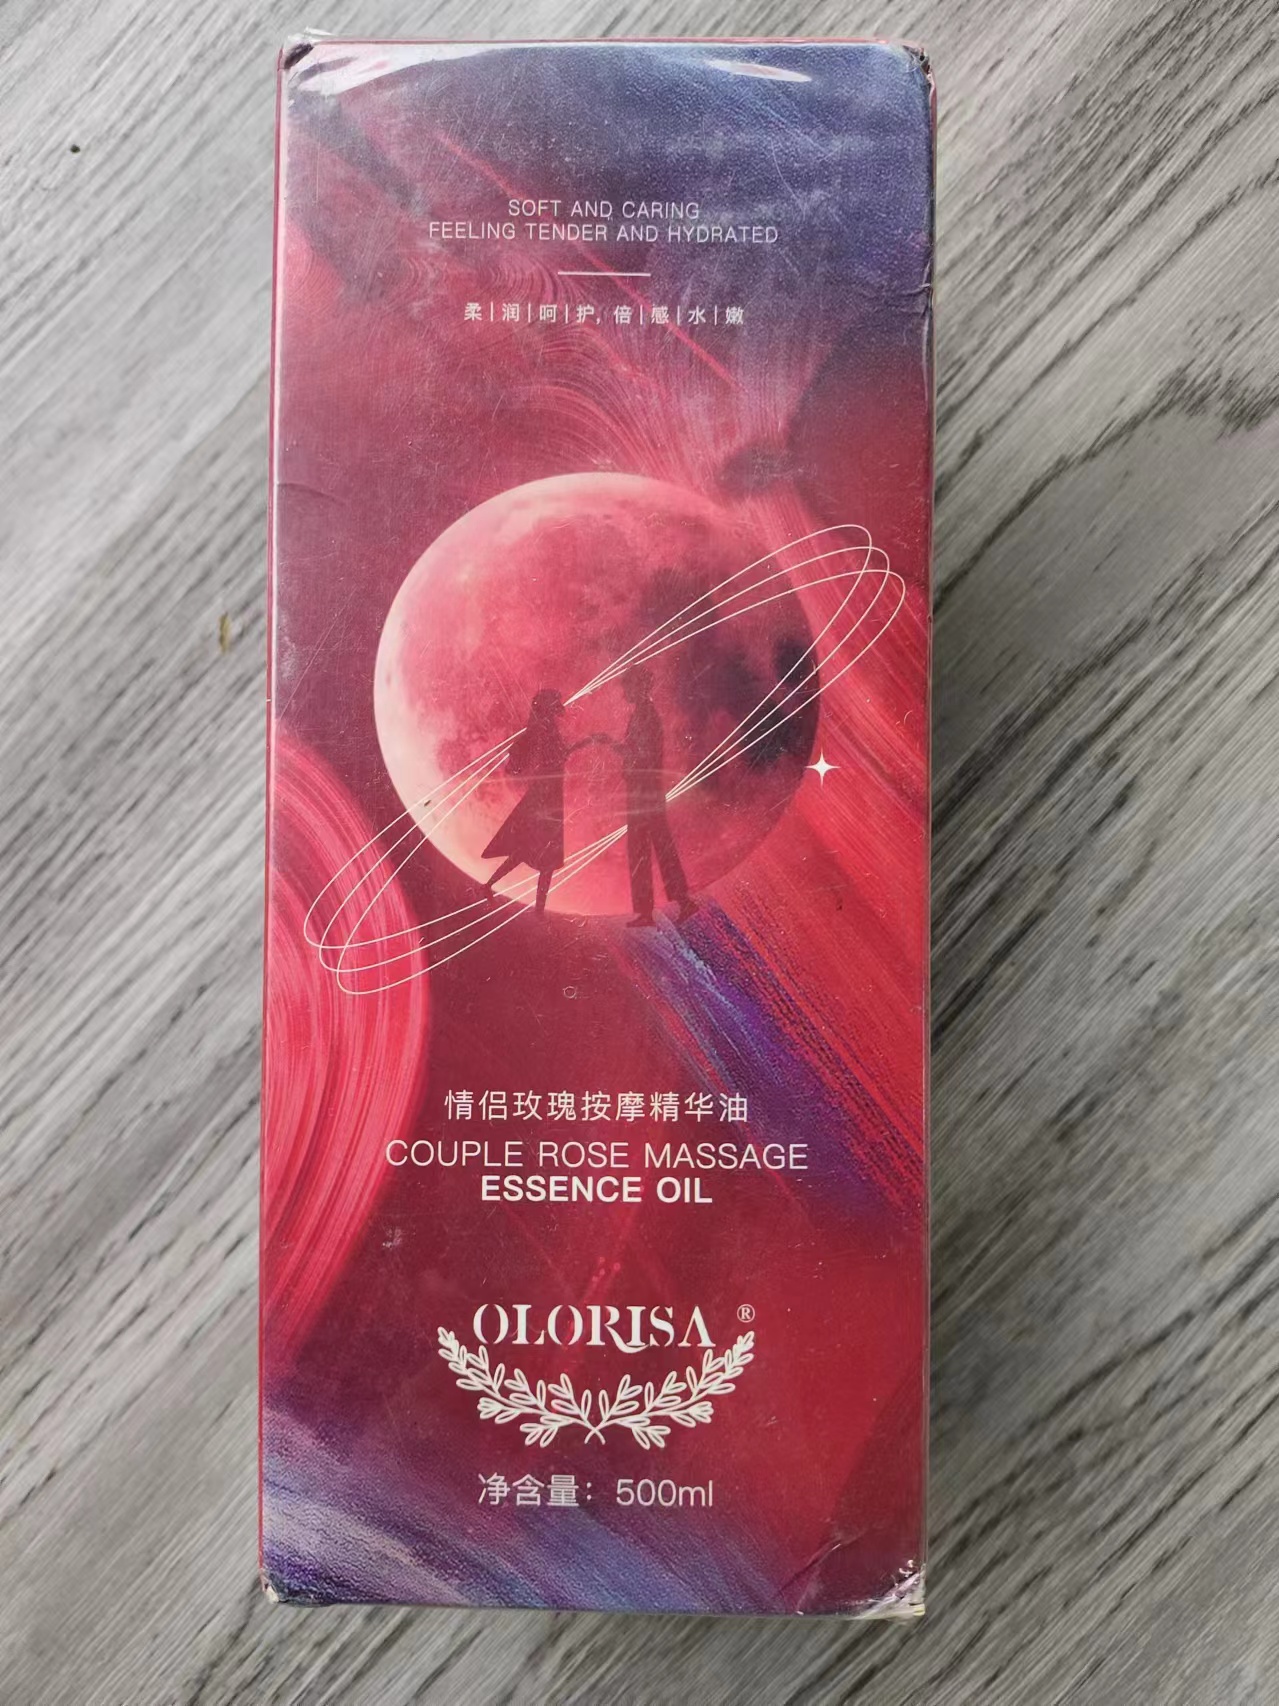 SOFT AND CARING
FEELING TENDER AND HYDRATED
柔|润|呵|护,倍|感|水|嫩
情侣玫瑰按摩精华油
COUPLE ROSE MASSAGE
ESSENCE OIL
OLORISA®
净含量：500ml